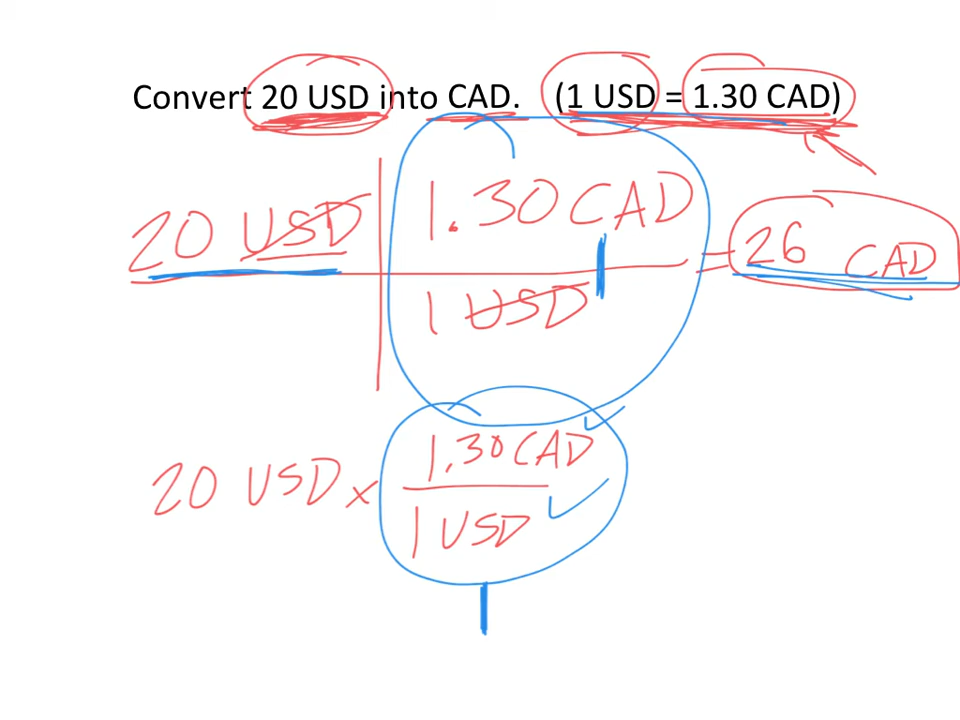 Convert 20 USD into CAD. (1 USD = 1.30 CAD)
20 USD | 1.30 CAD = 26 CAD
1 USD
1.30 CAD
20 USD x
1 USD